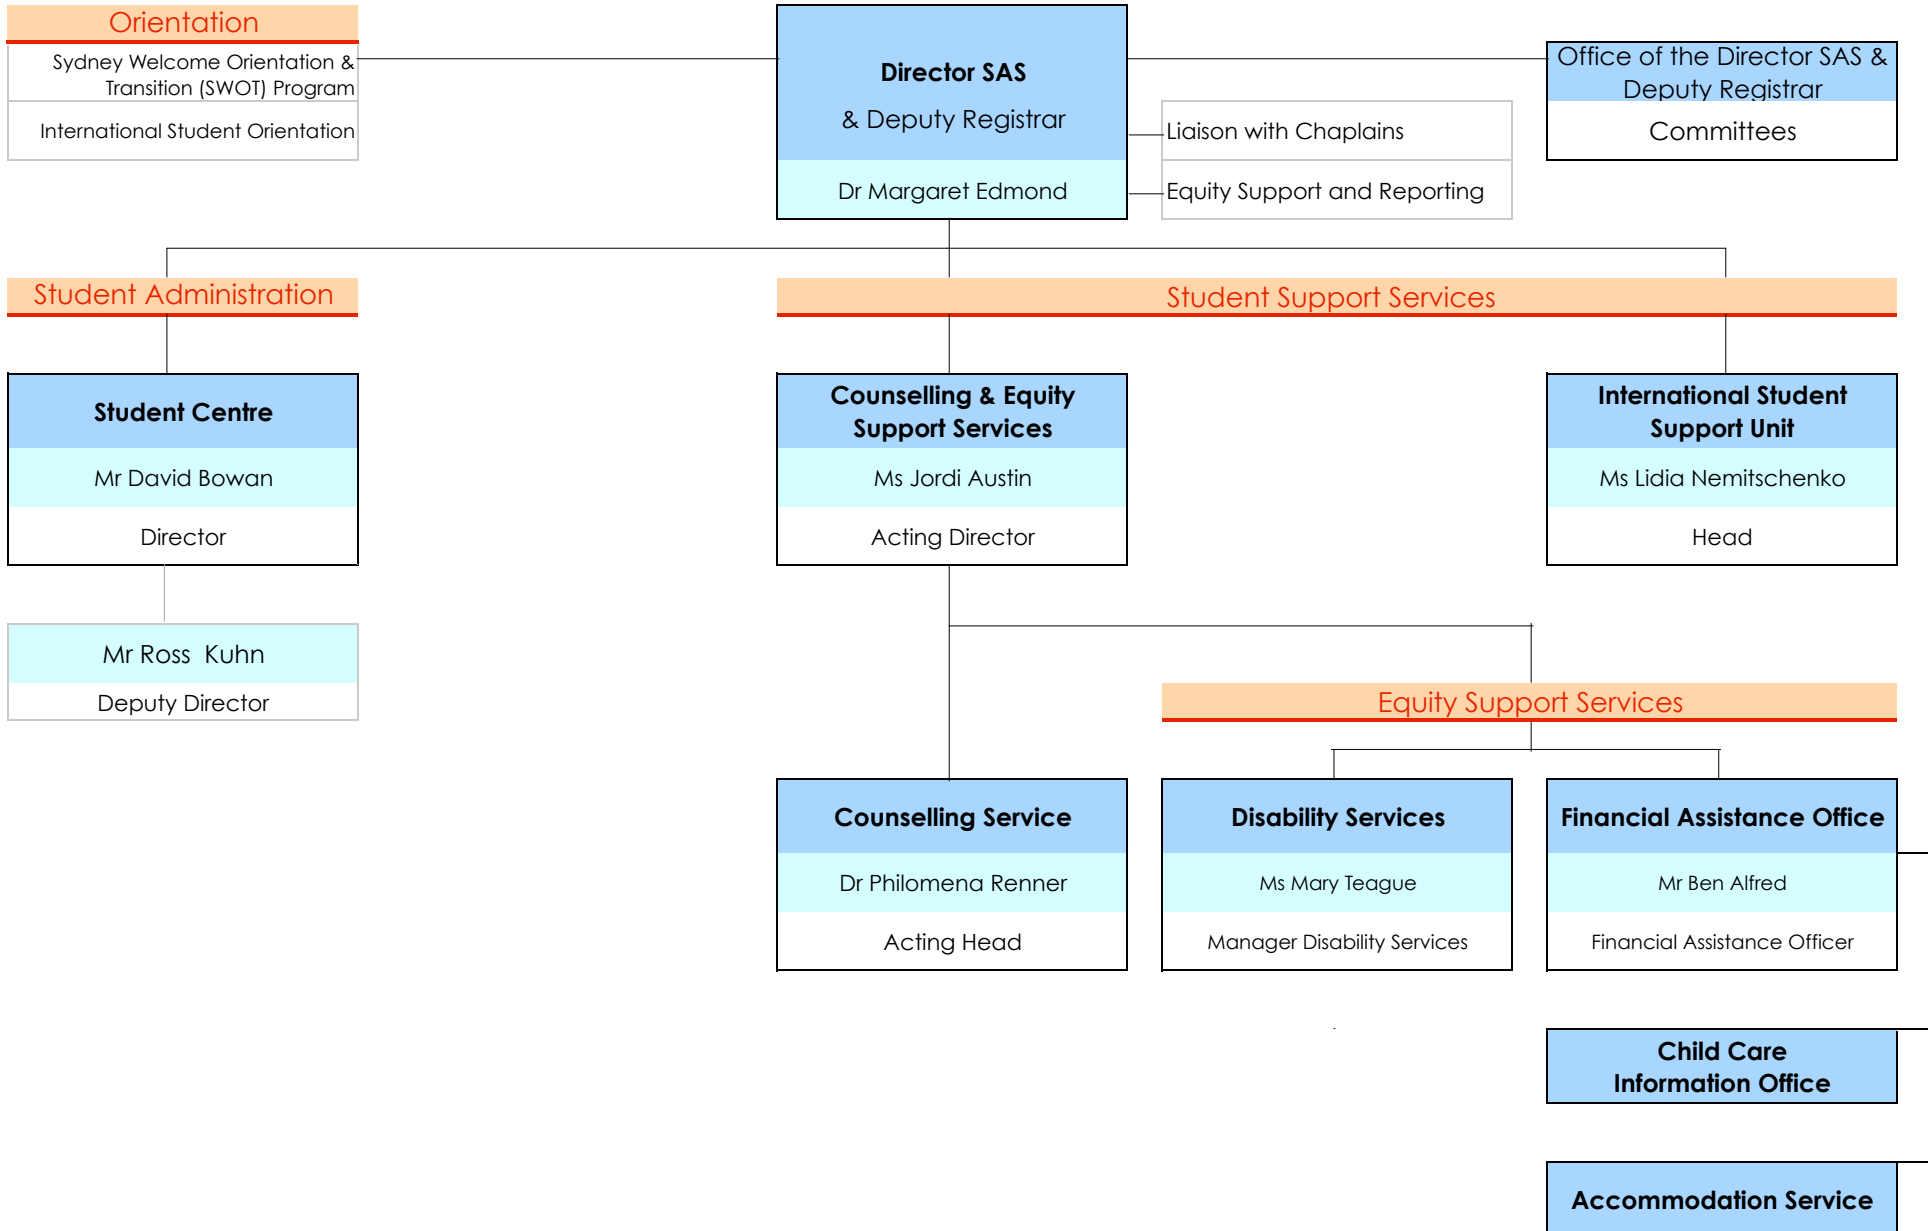 Orientation
Sydney Welcome Orientation &
Transition (SWOT) Program
International Student Orientation
Director SAS
& Deputy Registrar
Dr Margaret Edmond
Liaison with Chaplains
Equity Support and Reporting
Office of the Director SAS &
Deputy Registrar
Committees
Student Administration
Student Support Services
Student Centre
Mr David Bowan
Director
Counselling & Equity
Support Services
Ms Jordi Austin
Acting Director
International Student
Support Unit
Ms Lidia Nemitschenko
Head
Mr Ross Kuhn
Deputy Director
Equity Support Services
Counselling Service
Dr Philomena Renner
Acting Head
Disability Services
Ms Mary Teague
Manager Disability Services
Financial Assistance Office
Mr Ben Alfred
Financial Assistance Officer
Child Care
Information Office
Accommodation Service